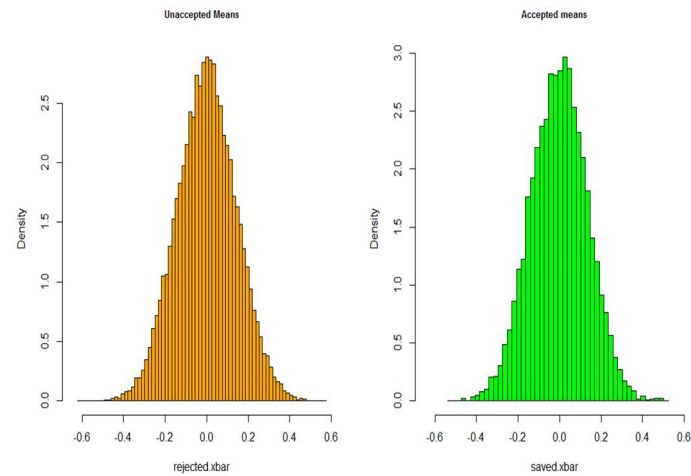 Unaccepted Means
Density
0.0 0.5 1.0 1.5 2.0 2.5
-0.6 -0.4 -0.2 0.0 0.2 0.4 0.6
rejected.xbar
Accepted means
Density
0.0 0.5 1.0 1.5 2.0 2.5 3.0
-0.6 -0.4 -0.2 0.0 0.2 0.4 0.6
saved.xbar